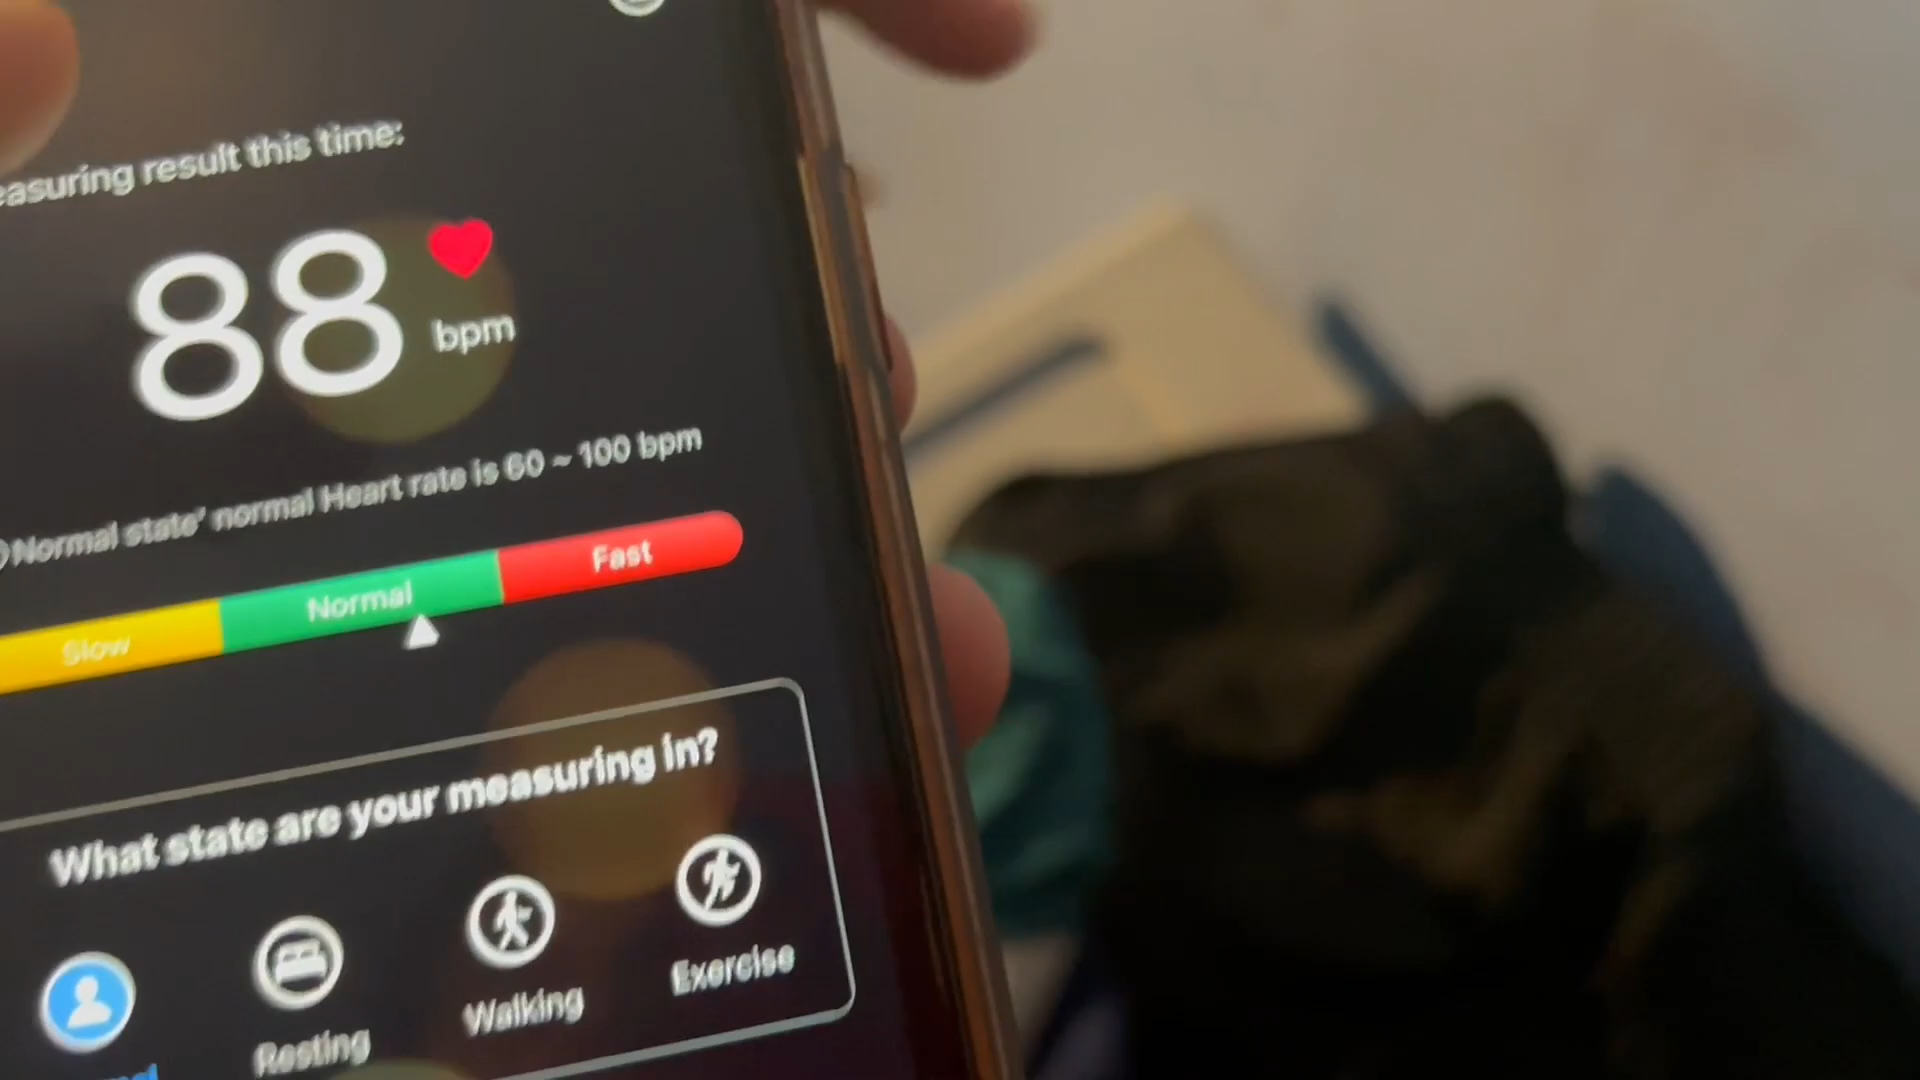 result this time:
88
bpm
Normal state' normal Heart rate is 60 ~ 100 bpm
Slow Normal Fast
What state are your measuring in?
Resting Walking Exercise